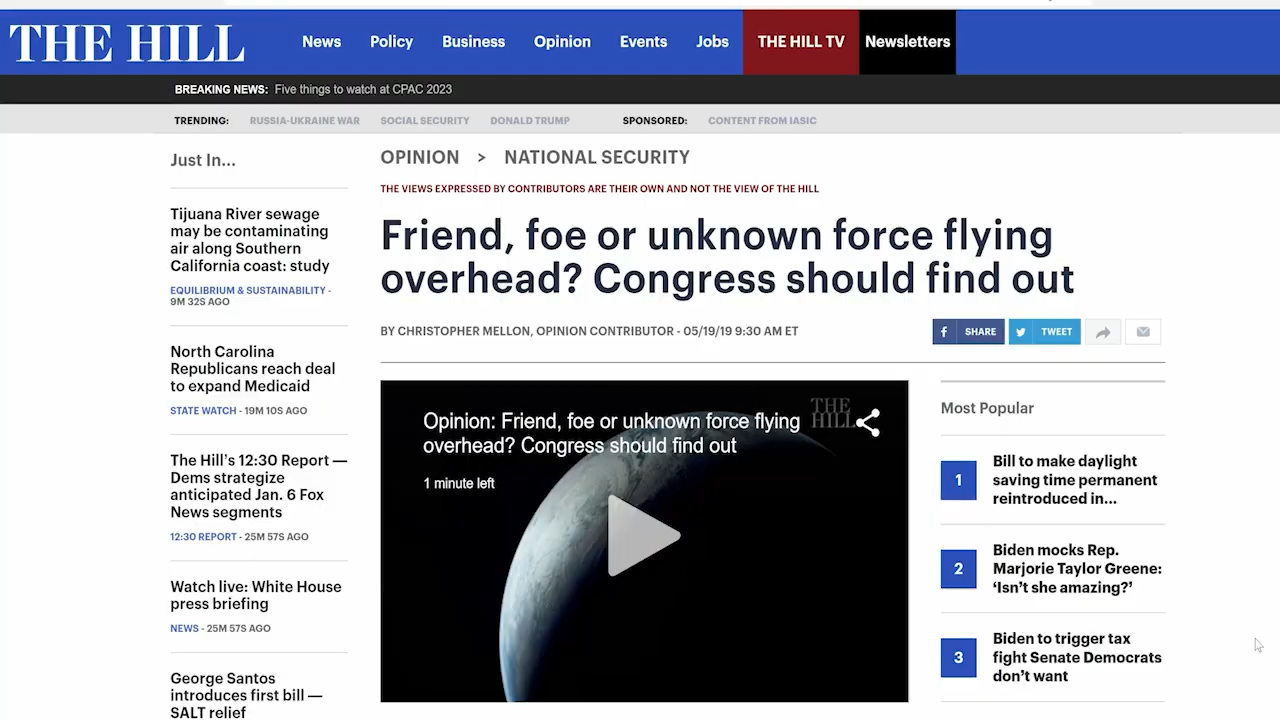 THE HILL
News
Policy
Business
Opinion
Events
Jobs
THE HILL TV
Newsletters
BREAKING NEWS: Five things to watch at CPAC 2023
TRENDING: RUSSIA-UKRAINE WAR SOCIAL SECURITY DONALD TRUMP SPONSORED: CONTENT FROM IASIC
Just In...
Tijuana River sewage
may be contaminating
air along Southern
California coast: study
EQUILIBRIUM & SUSTAINABILITY -
9M 32S AGO
North Carolina
Republicans reach deal
to expand Medicaid
STATE WATCH - 19M 10S AGO
The Hill's 12:30 Report —
Dems strategize
anticipated Jan. 6 Fox
News segments
12:30 REPORT - 25M 57S AGO
Watch live: White House
press briefing
NEWS - 25M 57S AGO
George Santos
introduces first bill —
SALT relief
OPINION > NATIONAL SECURITY
THE VIEWS EXPRESSED BY CONTRIBUTORS ARE THEIR OWN AND NOT THE VIEW OF THE HILL
Friend, foe or unknown force flying
overhead? Congress should find out
BY CHRISTOPHER MELLON, OPINION CONTRIBUTOR - 05/19/19 9:30 AM ET
SHARE
TWEET
Opinion: Friend, foe or unknown force flying
overhead? Congress should find out
1 minute left
THE
HILL
Most Popular
1
Bill to make daylight
saving time permanent
reintroduced in...
2
Biden mocks Rep.
Marjorie Taylor Greene:
‘Isn’t she amazing?’
3
Biden to trigger tax
fight Senate Democrats
don’t want